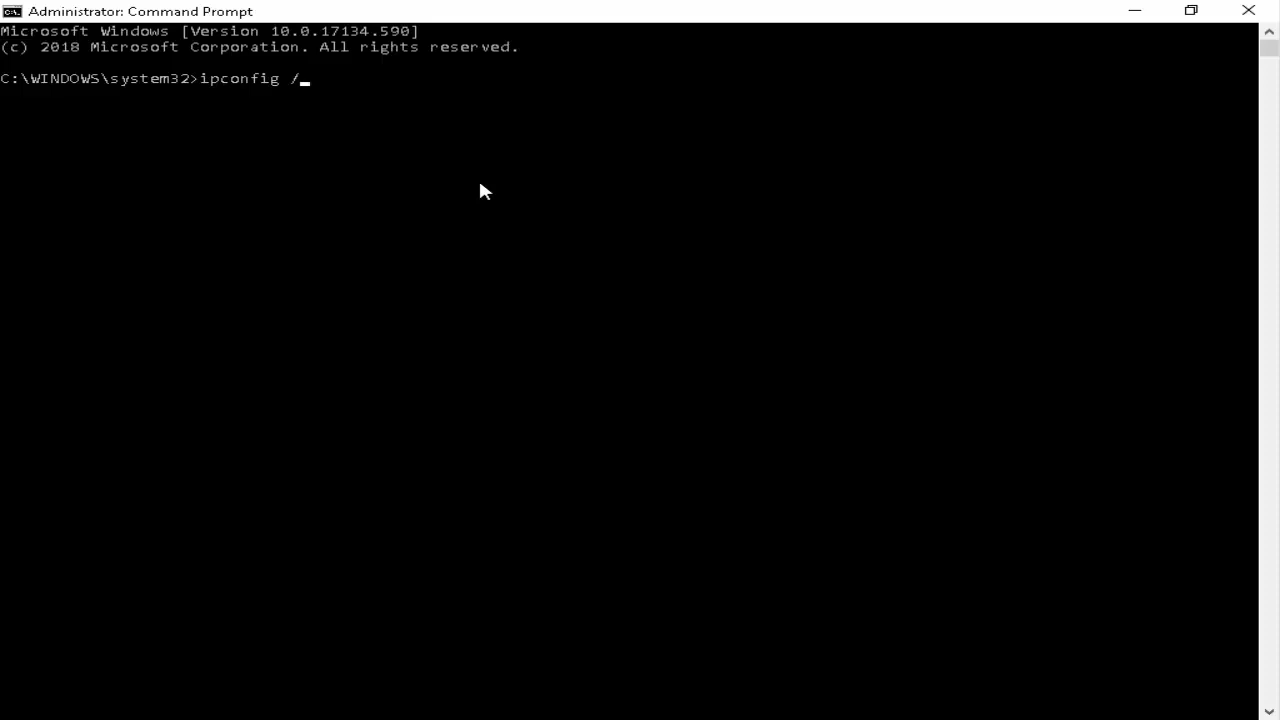 Administrator: Command Prompt
Microsoft Windows [Version 10.0.17134.590]
(c) 2018 Microsoft Corporation. All rights reserved.
C:\WINDOWS\system32>ipconfig /_